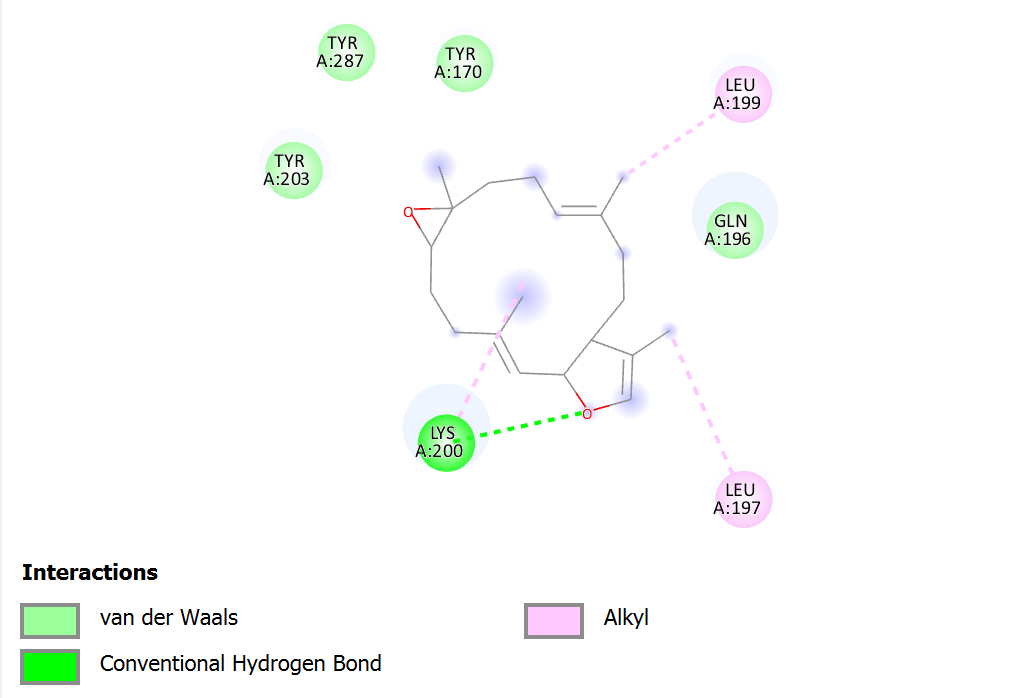 TYR
A:287
TYR
A:170
LEU
A:199
TYR
A:203
O
GLN
A:196
O
LYS
A:200
LEU
A:197
Interactions
van der Waals
Alkyl
Conventional Hydrogen Bond